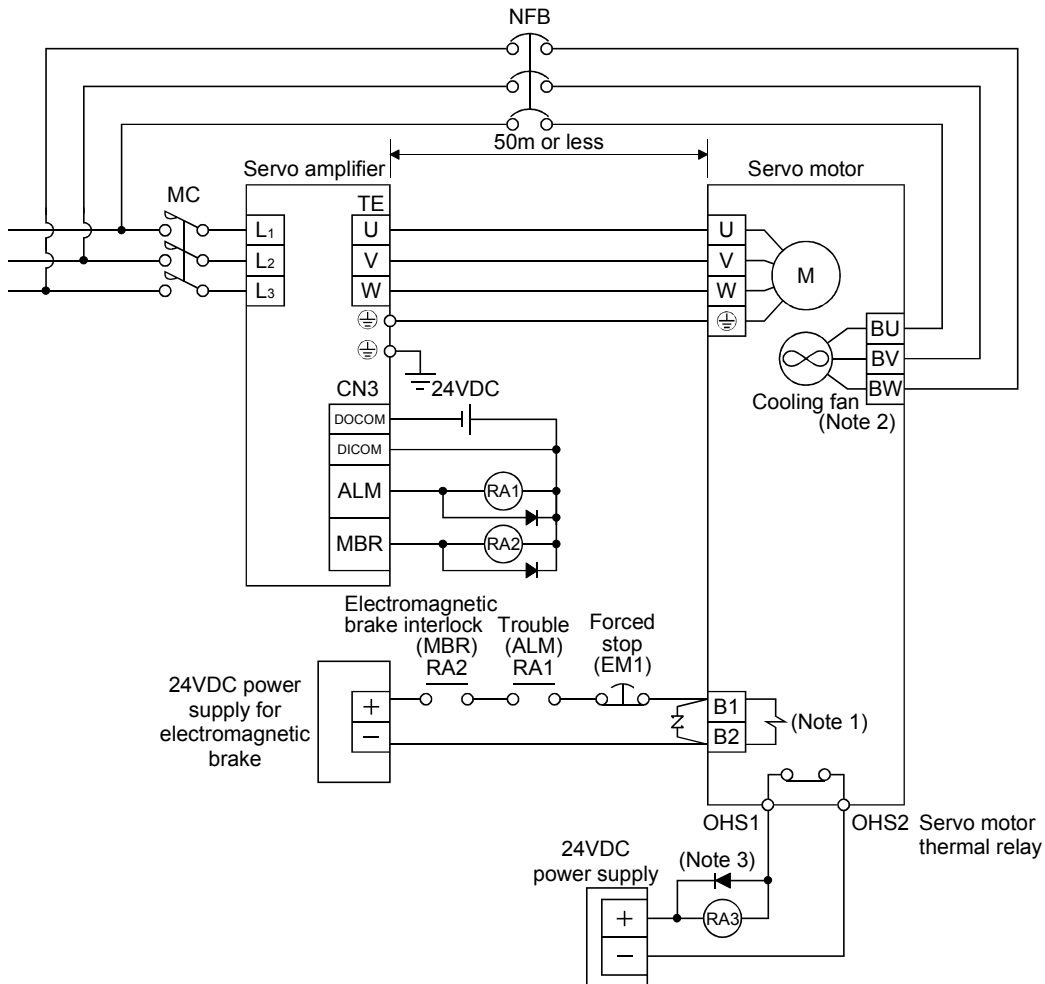 NFB
50m or less
Servo amplifier
Servo motor
MC
TE
L1
L2
L3
U
V
W
U
V
W
M
BU
BV
BW
Cooling fan
(Note 2)
CN3
24VDC
DOCOM
DICOM
ALM
RA1
MBR
RA2
Electromagnetic
brake interlock
(MBR)
RA2
Trouble
(ALM)
RA1
Forced
stop
(EM1)
24VDC power
supply for
electromagnetic
brake
+
−
B1
B2
(Note 1)
OHS1
OHS2
Servo motor
thermal relay
24VDC
power supply
(Note 3)
+
−
RA3